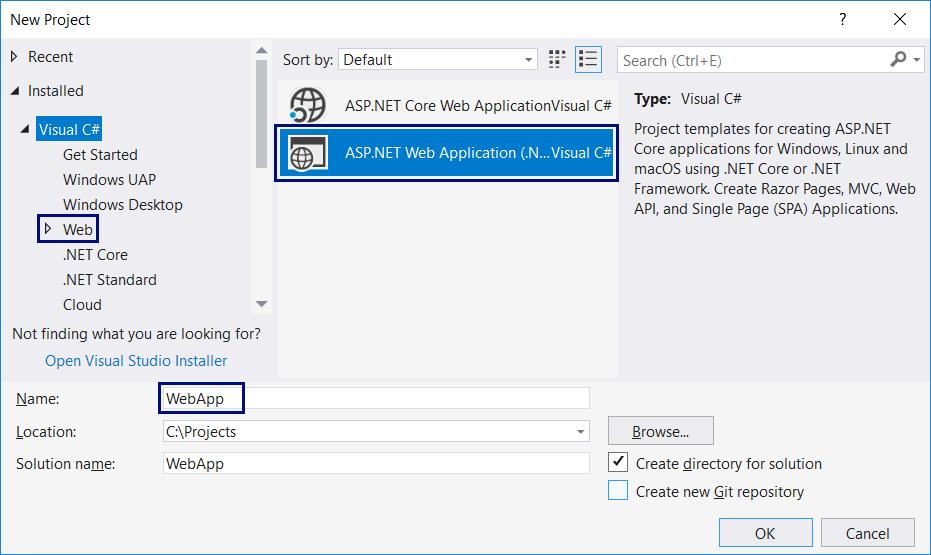 New Project
?
Recent
Installed
Visual C#
Get Started
Windows UAP
Windows Desktop
Web
.NET Core
.NET Standard
Cloud
Not finding what you are looking for?
Open Visual Studio Installer
Sort by: Default
ASP.NET Core Web Application Visual C#
ASP.NET Web Application (.N... Visual C#
Search (Ctrl+E)
Type: Visual C#
Project templates for creating ASP.NET
Core applications for Windows, Linux and
macOS using .NET Core or .NET
Framework. Create Razor Pages, MVC, Web
API, and Single Page (SPA) Applications.
Name: WebApp
Location: C:\Projects
Browse...
Solution name: WebApp
Create directory for solution
Create new Git repository
OK
Cancel